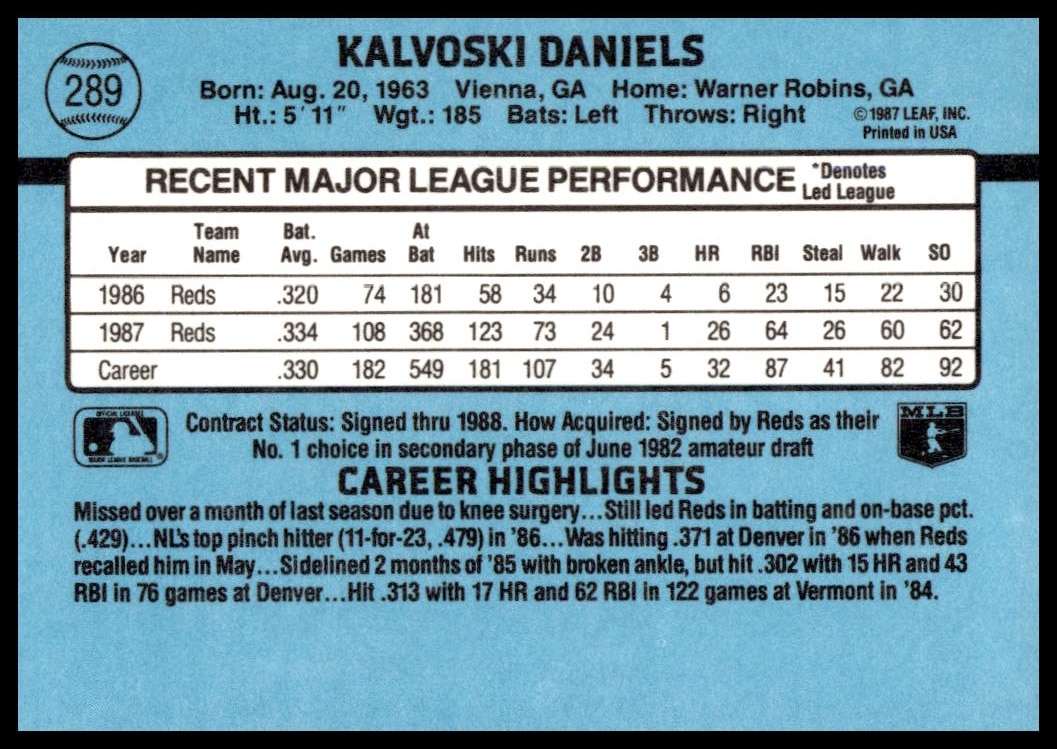 289
KALVOSKI DANIELS
Born: Aug. 20, 1963 Vienna, GA Home: Warner Robins, GA
Ht.: 5' 11" Wgt.: 185 Bats: Left Throws: Right
©1987 LEAF, INC.
Printed in USA
RECENT MAJOR LEAGUE PERFORMANCE *Denotes Led League
Year Team Name Bat. Avg. Games At Bat Hits Runs 2B 3B HR RBI Steal Walk SO
1986 Reds .320 74 181 58 34 10 4 6 23 15 22 30
1987 Reds .334 108 368 123 73 24 1 26 64 26 60 62
Career .330 182 549 181 107 34 5 32 87 41 82 92
OFFICIAL LICENSEE
MAJOR LEAGUE BASEBALL
MLB
Contract Status: Signed thru 1988. How Acquired: Signed by Reds as their
No. 1 choice in secondary phase of June 1982 amateur draft
CAREER HIGHLIGHTS
Missed over a month of last season due to knee surgery...Still led Reds in batting and on-base pct.
(.429)...NL's top pinch hitter (11-for-23, .479) in '86...Was hitting .371 at Denver in '86 when Reds
recalled him in May...Sidelined 2 months of '85 with broken ankle, but hit .302 with 15 HR and 43
RBI in 76 games at Denver...Hit .313 with 17 HR and 62 RBI in 122 games at Vermont in '84.